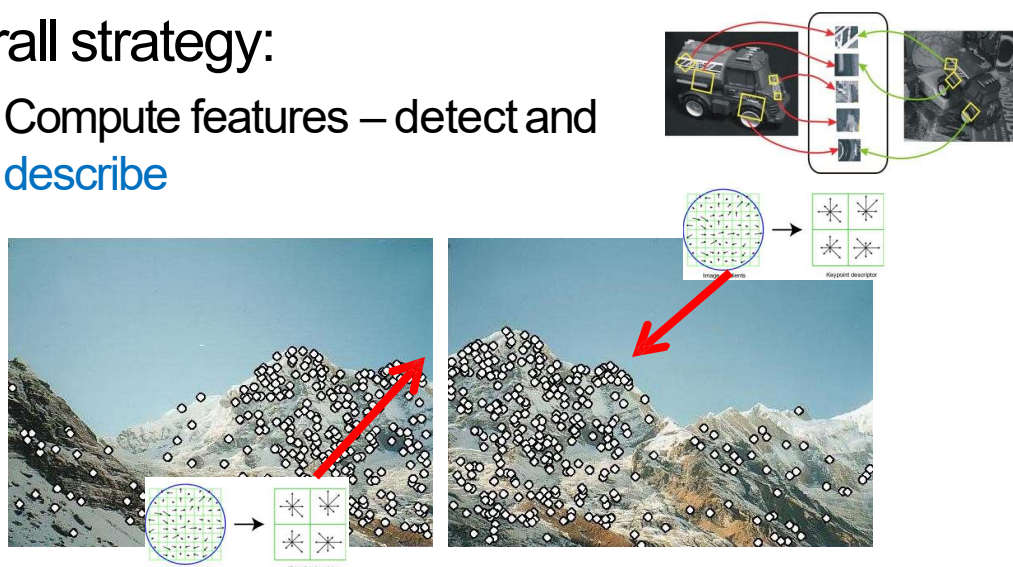 rall strategy:
Compute features – detect and
describe
Keypoint descriptor